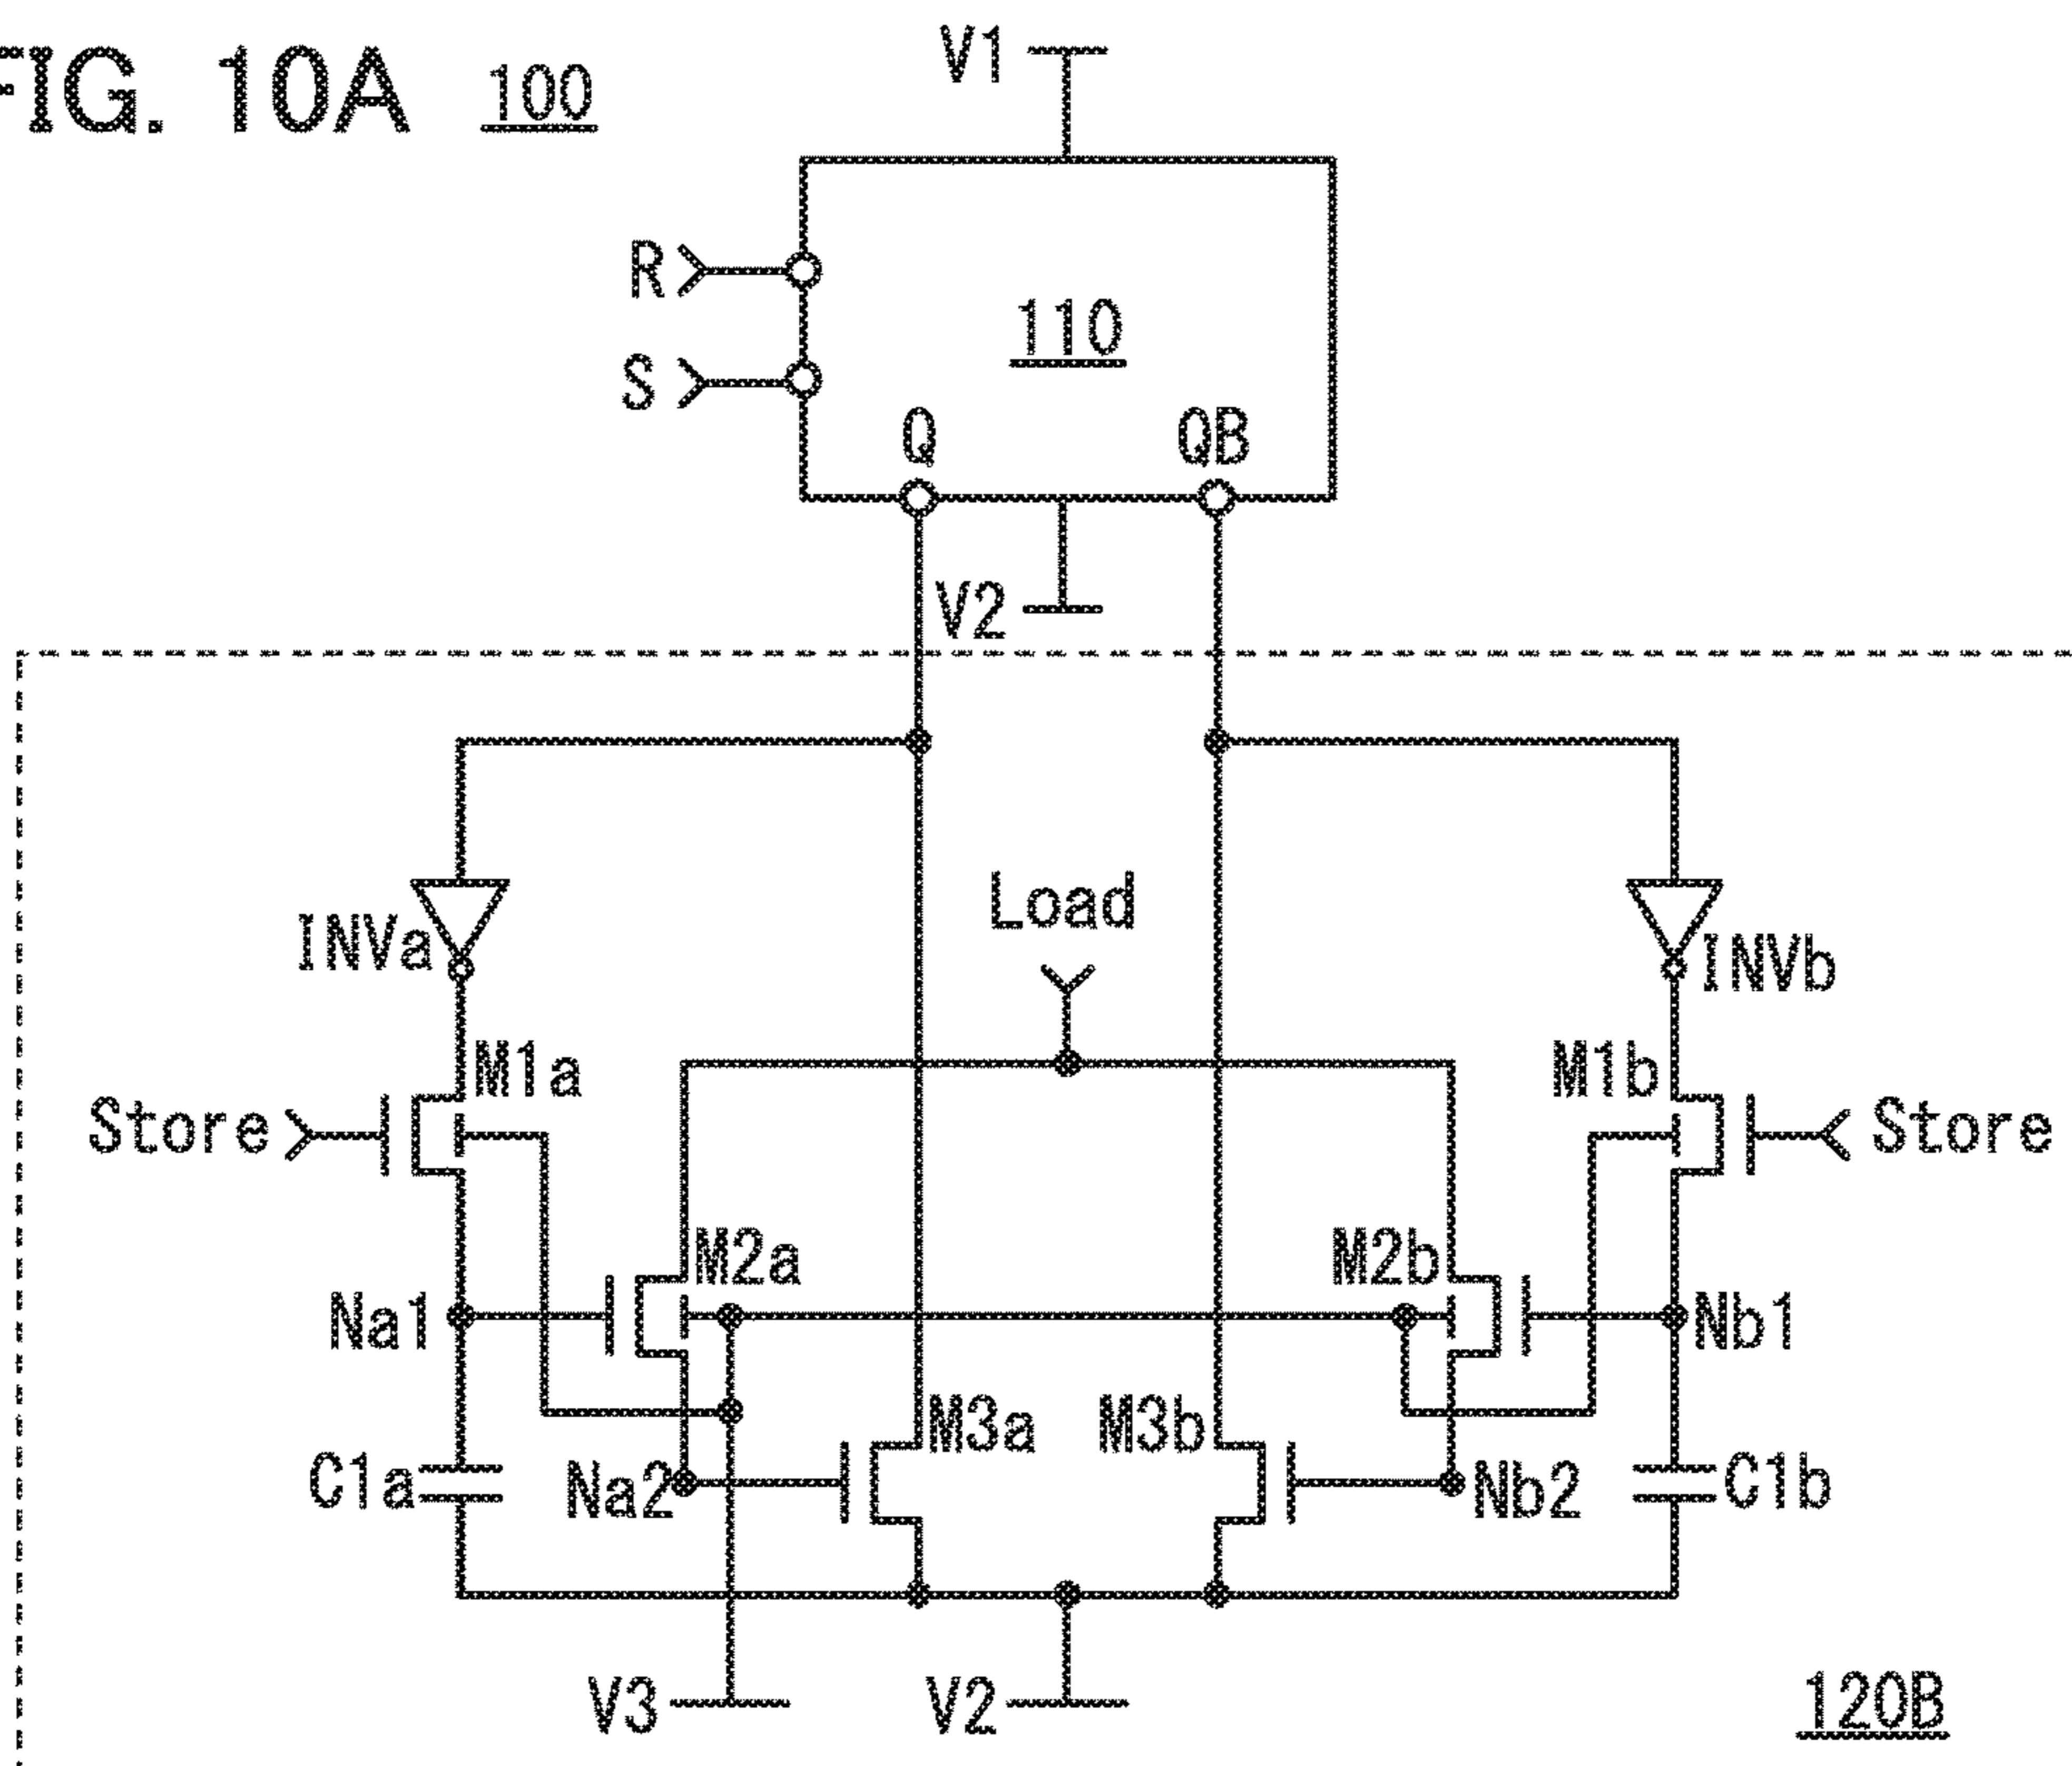 FIG. 10A 100
V1
R
110
S
Q QB
V2
INVa Load INVb
M1a M1b
Store Store
M2a M2b
Na1 Nb1
M3a M3b
C1a Na2 Nb2 C1b
V3 V2
120B